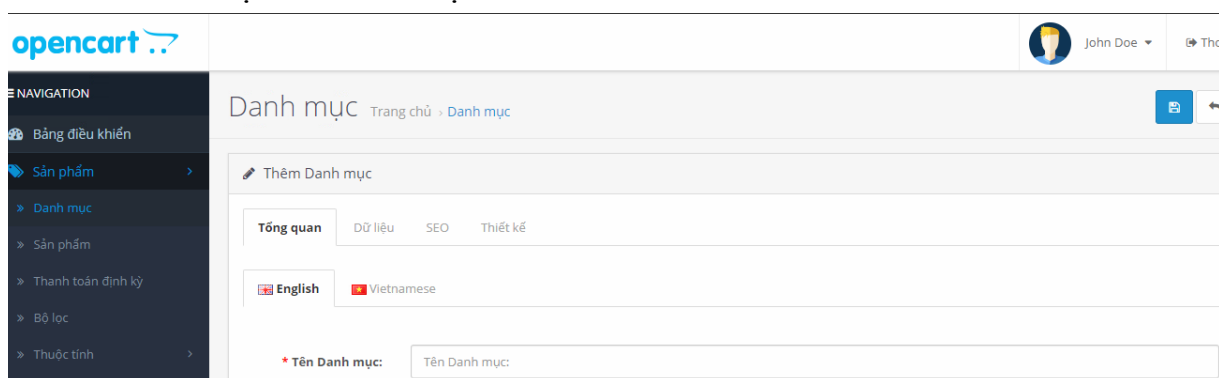 opencart
John Doe
NAVIGATION
Danh mục Trang chủ › Danh mục
Bảng điều khiển
Sản phẩm
Thêm Danh mục
Danh mục
Tổng quan Dữ liệu SEO Thiết kế
Sản phẩm
Thanh toán định kỳ
English Vietnamese
Bộ lọc
Thuộc tính
* Tên Danh mục: Tên Danh mục: